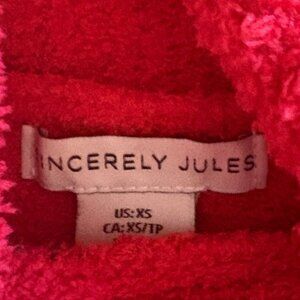 INCERELY JULES
US: XS
CA: XS/TP